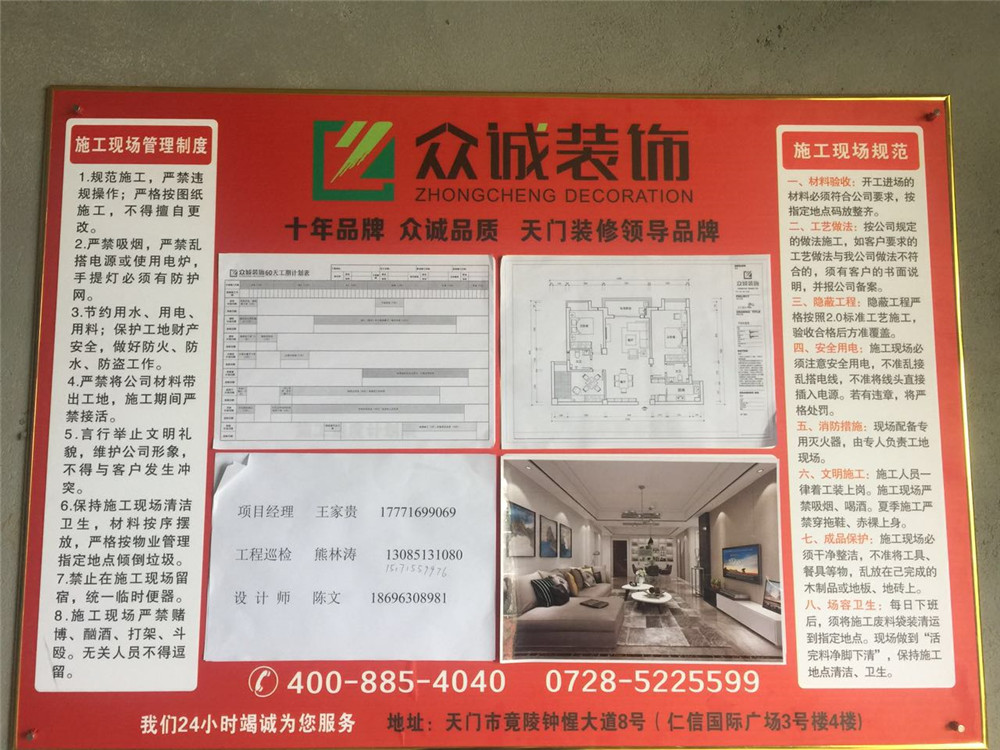 众诚装饰
ZHONGCHENG DECORATION
十年品牌 众诚品质 天门装修领导品牌
施工现场管理制度
1.规范施工，严禁违
规操作；严格按图纸
施工，不得擅自更
改。
2.严禁吸烟，严禁乱
搭电源或使用电炉，
手提灯必须有防护
网。
3.节约用水、用电、
用料；保护工地财产
安全，做好防火、防
水、防盗工作。
4.严禁将公司材料带
出工地，施工期间严
禁接活。
5.言行举止文明礼
貌，维护公司形象，
不得与客户发生冲
突。
6.保持施工现场清洁
卫生，材料按序摆
放，严格按物业管理
指定地点倾倒垃圾。
7.禁止在施工现场留
宿，统一临时便器。
8.施工现场严禁赌
博、酗酒、打架、斗
殴。无关人员不得逗
留。
众诚装饰60天工期计划表
众诚装饰
项目经理 王家贵 17771699069
工程巡检 熊林涛 13085131080
设计师 陈文 18696308981
施工现场规范
一、材料验收：开工进场的
材料必须符合公司要求，按
指定地点码放整齐。
二、工艺做法：按公司规定
的做法施工，如客户要求的
工艺做法与我公司做法不符
合的，须有客户的书面说
明，并报公司备案。
三、隐蔽工程：隐蔽工程严
格按照2.0标准工艺施工，
验收合格后方准覆盖。
四、安全用电：施工现场必
须注意安全用电，不准乱接
乱搭电线，不准将线头直接
插入电源。若有违章，将严
格处罚。
五、消防措施：现场配备专
用灭火器，由专人负责工地
现场。
六、文明施工：施工人员一
律着工装上岗。施工现场严
禁吸烟、喝酒。夏季施工严
禁穿拖鞋、赤裸上身。
七、成品保护：施工现场必
须干净整洁，不准将工具、
餐具等物，乱放在已完成的
木制品或地板、地砖上。
八、场容卫生：每日下班
后，须将施工废料袋装清运
到指定地点。现场做到“活
完料净脚下清”，保持施工
地点清洁、卫生。
400-885-4040 0728-5225599
我们24小时竭诚为您服务 地址：天门市竟陵钟惺大道8号（仁信国际广场3号楼4楼）